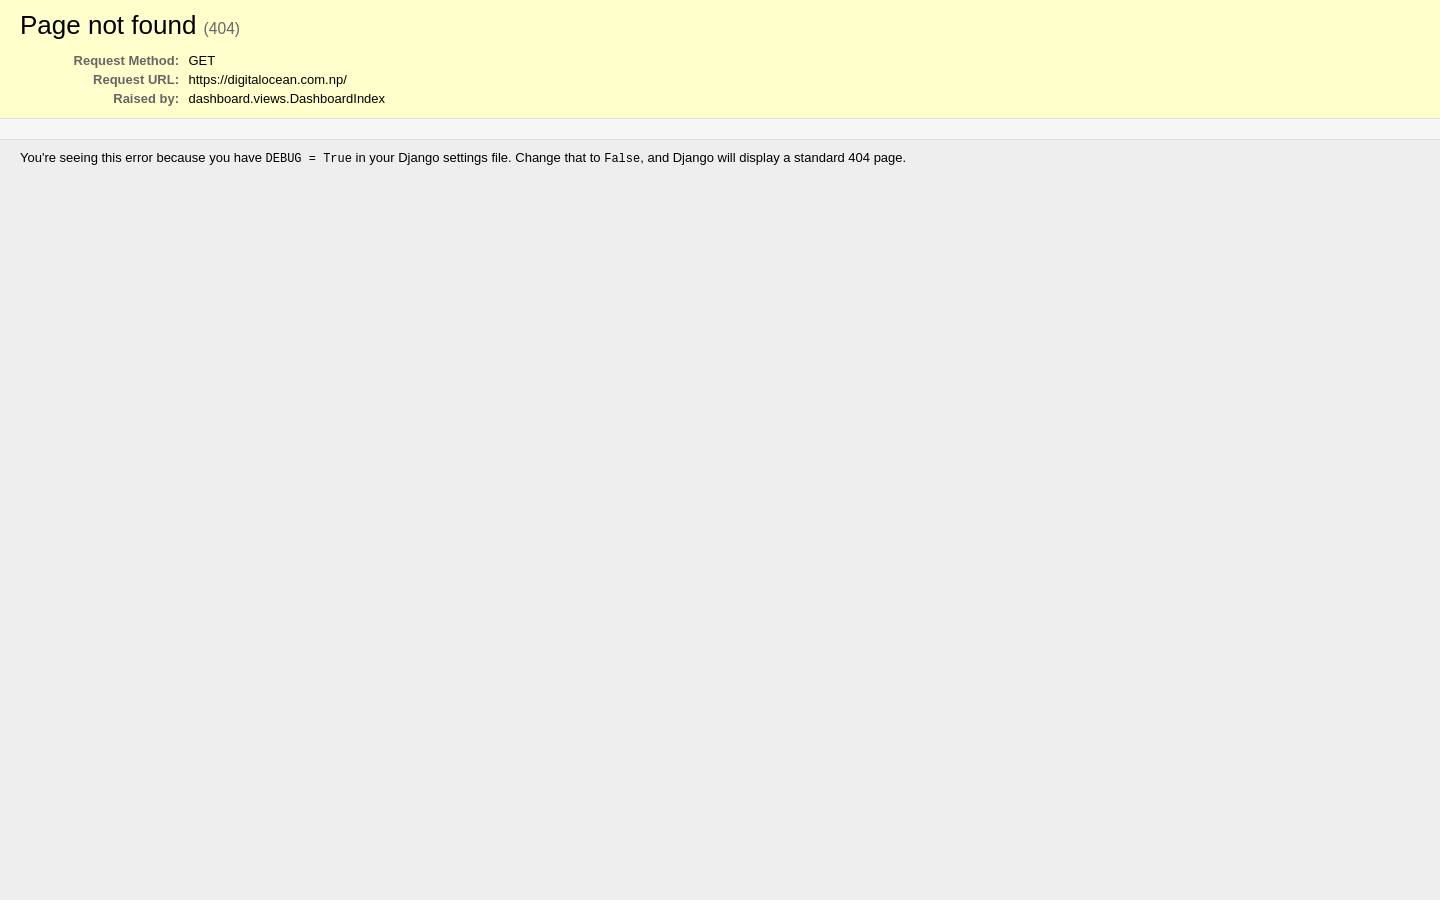 Page not found (404)
Request Method: GET
Request URL: https://digitalocean.com.np/
Raised by: dashboard.views.DashboardIndex
You're seeing this error because you have DEBUG = True in your Django settings file. Change that to False, and Django will display a standard 404 page.